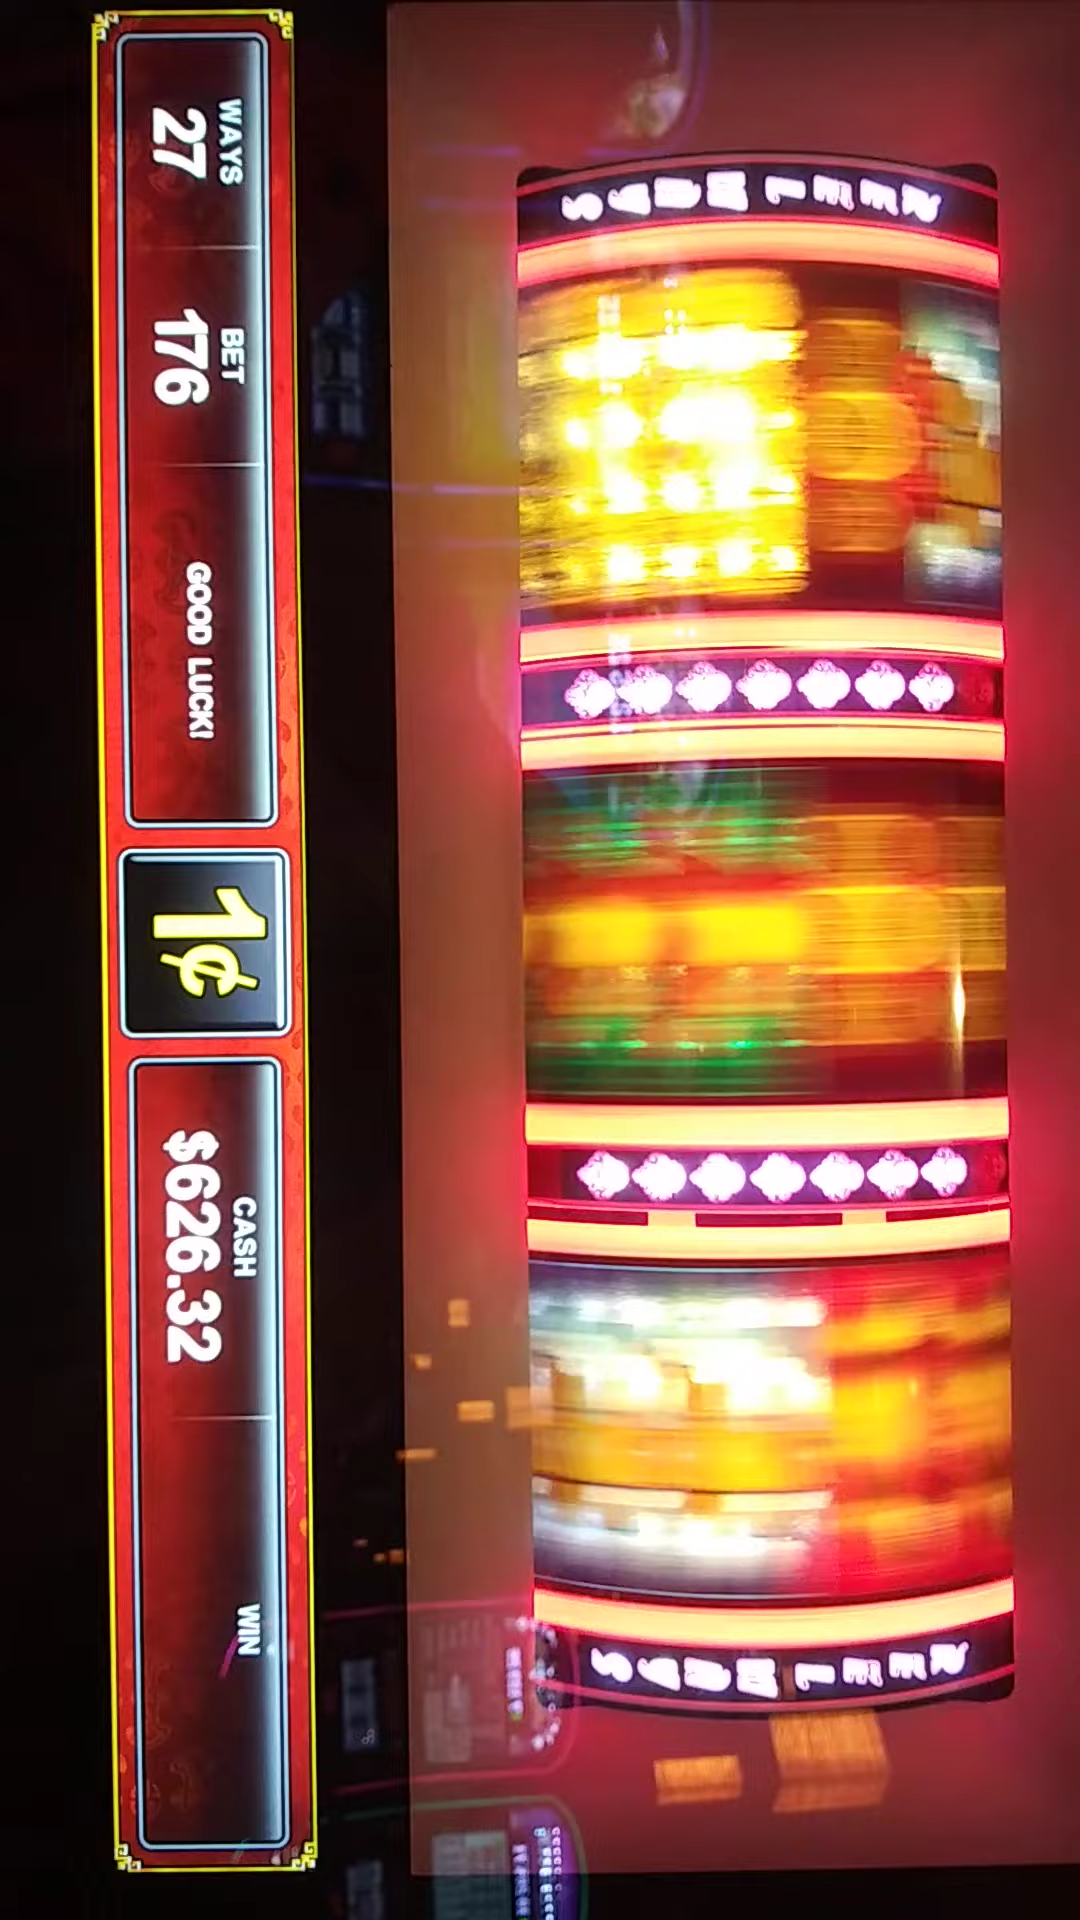 REEL WAYS
REEL WAYS
WAYS
27
BET
176
GOOD LUCK!
1¢
CASH
$626.32
WIN